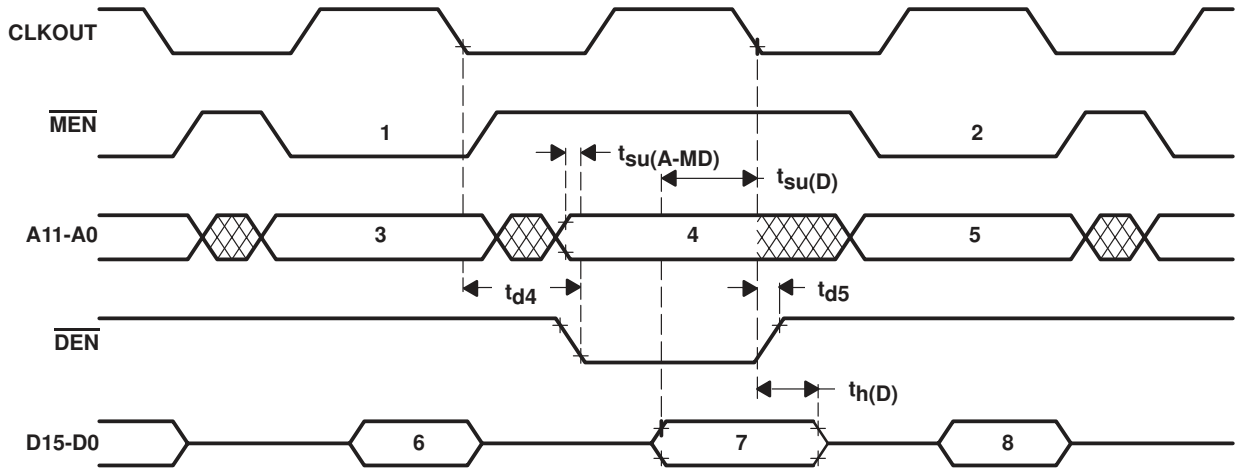 CLKOUT
MEN
1
2
tsu(A-MD)
tsu(D)
A11-A0
3
4
5
td4
td5
DEN
th(D)
D15-D0
6
7
8